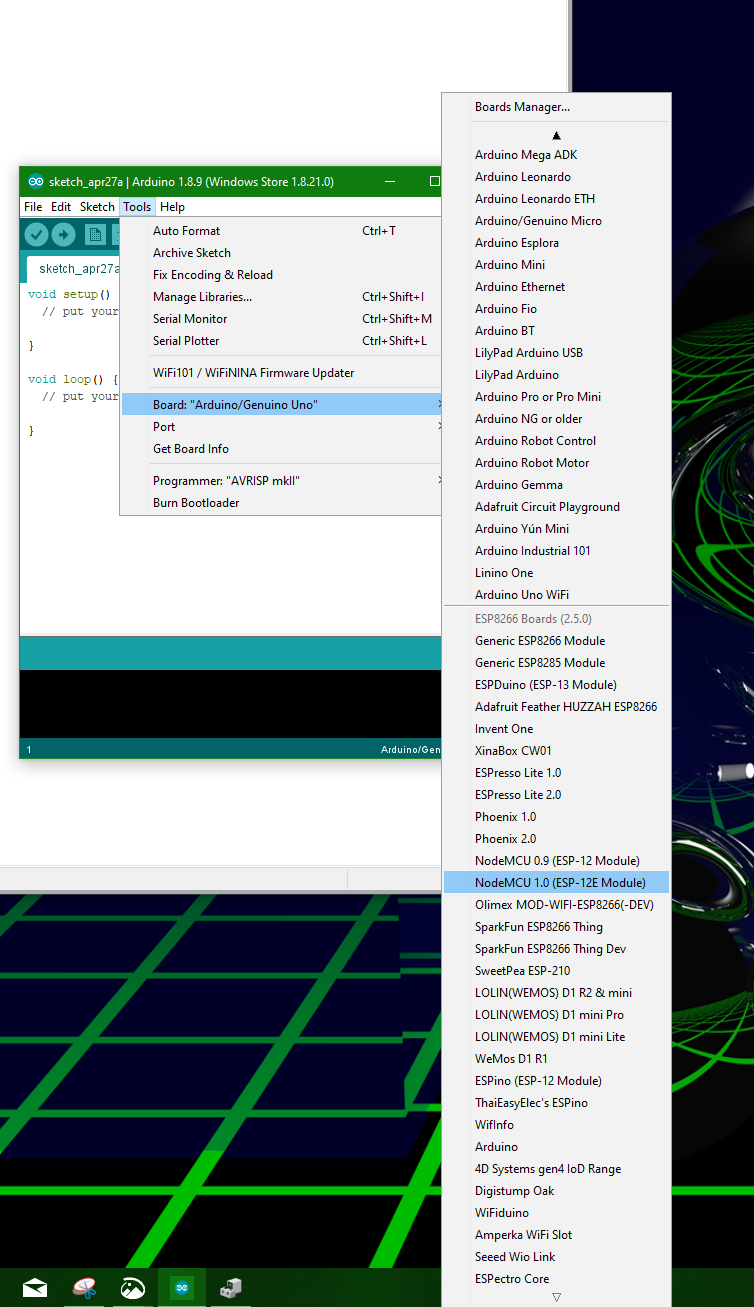 Boards Manager...
Arduino Mega ADK
Arduino Leonardo
Arduino Leonardo ETH
Arduino/Genuino Micro
Arduino Esplora
Arduino Mini
Arduino Ethernet
Arduino Fio
Arduino BT
LilyPad Arduino USB
LilyPad Arduino
Arduino Pro or Pro Mini
Arduino NG or older
Arduino Robot Control
Arduino Robot Motor
Arduino Gemma
Adafruit Circuit Playground
Arduino Yún Mini
Arduino Industrial 101
Linino One
Arduino Uno WiFi
ESP8266 Boards (2.5.0)
Generic ESP8266 Module
Generic ESP8285 Module
ESPDuino (ESP-13 Module)
Adafruit Feather HUZZAH ESP8266
Invent One
XinaBox CW01
ESPresso Lite 1.0
ESPresso Lite 2.0
Phoenix 1.0
Phoenix 2.0
NodeMCU 0.9 (ESP-12 Module)
NodeMCU 1.0 (ESP-12E Module)
Olimex MOD-WIFI-ESP8266(-DEV)
SparkFun ESP8266 Thing
SparkFun ESP8266 Thing Dev
SweetPea ESP-210
LOLIN(WEMOS) D1 R2 & mini
LOLIN(WEMOS) D1 mini Pro
LOLIN(WEMOS) D1 mini Lite
WeMos D1 R1
ESPino (ESP-12 Module)
ThaiEasyElec's ESPino
WifInfo
Arduino
4D Systems gen4 IoD Range
Digistump Oak
WiFiduino
Amperka WiFi Slot
Seeed Wio Link
ESPectro Core
sketch_apr27a | Arduino 1.8.9 (Windows Store 1.8.21.0)
File Edit Sketch Tools Help
Auto Format Ctrl+T
Archive Sketch
Fix Encoding & Reload
Manage Libraries... Ctrl+Shift+I
Serial Monitor Ctrl+Shift+M
Serial Plotter Ctrl+Shift+L
WiFi101 / WiFiNINA Firmware Updater
Board: "Arduino/Genuino Uno"
Port
Get Board Info
Programmer: "AVRISP mkII"
Burn Bootloader
sketch_apr27a
void setup()
// put your
}
void loop() {
// put your
}
1 Arduino/Gen